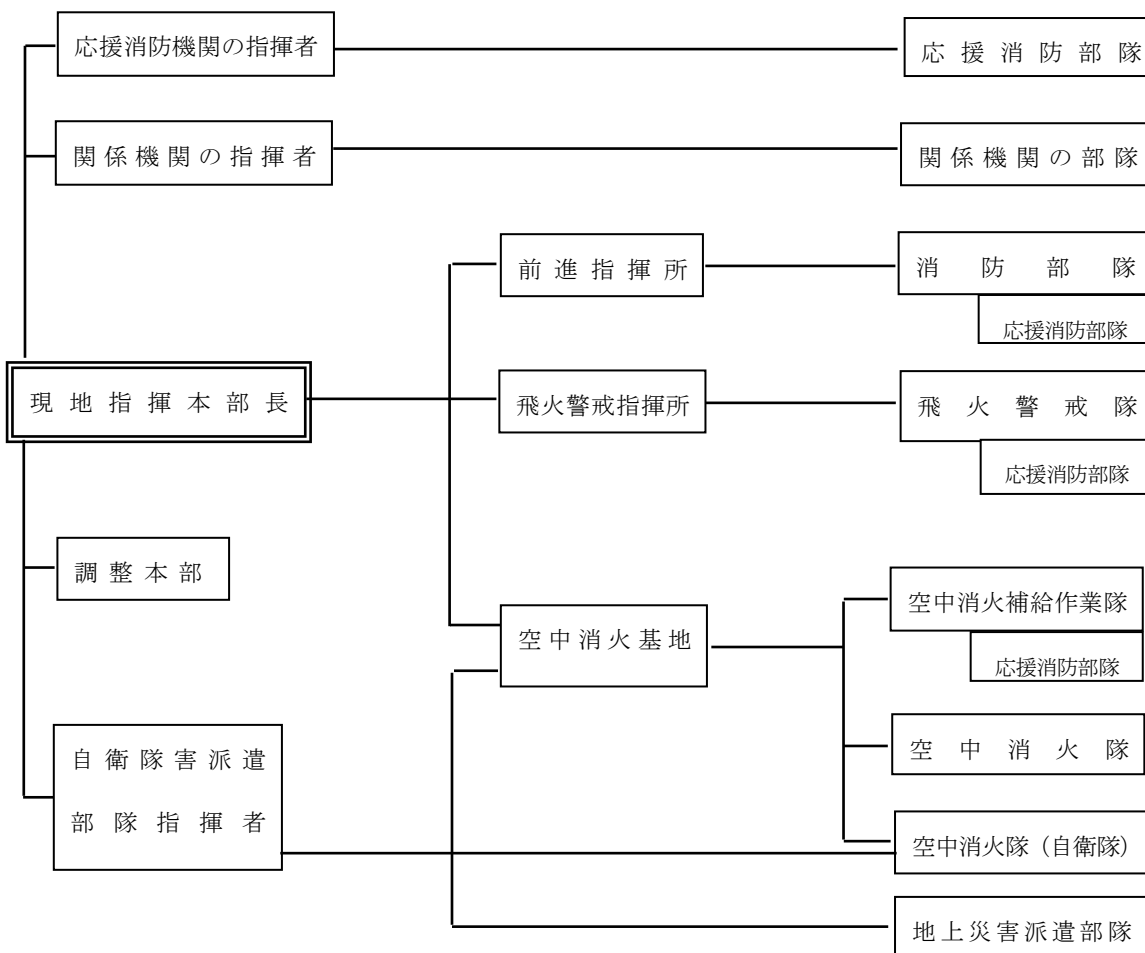 応援消防機関の指揮者
応援消防部隊
関係機関の指揮者
関係機関の部隊
前進指揮所
消防部隊
応援消防部隊
現地指揮本部長
飛火警戒指揮所
飛火警戒隊
応援消防部隊
調整本部
空中消火基地
空中消火補給作業隊
応援消防部隊
自衛隊害派遣
部隊指揮者
空中消火隊
空中消火隊（自衛隊）
地上災害派遣部隊